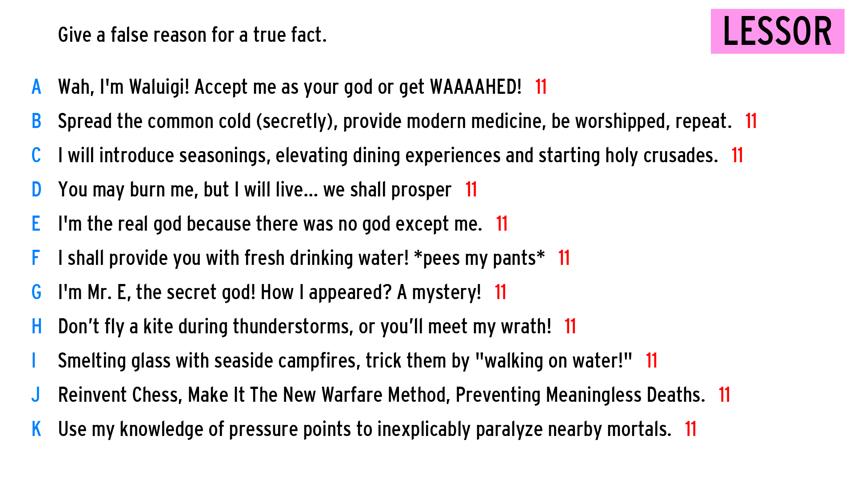 Give a false reason for a true fact.
LESSOR
A Wah, I'm Waluigi! Accept me as your god or get WAAAAHED! 11
B Spread the common cold (secretly), provide modern medicine, be worshipped, repeat. 11
C I will introduce seasonings, elevating dining experiences and starting holy crusades. 11
D You may burn me, but I will live... we shall prosper 11
E I'm the real god because there was no god except me. 11
F I shall provide you with fresh drinking water! *pees my pants* 11
G I'm Mr. E, the secret god! How I appeared? A mystery! 11
H Don’t fly a kite during thunderstorms, or you’ll meet my wrath! 11
I Smelting glass with seaside campfires, trick them by "walking on water!" 11
J Reinvent Chess, Make It The New Warfare Method, Preventing Meaningless Deaths. 11
K Use my knowledge of pressure points to inexplicably paralyze nearby mortals. 11